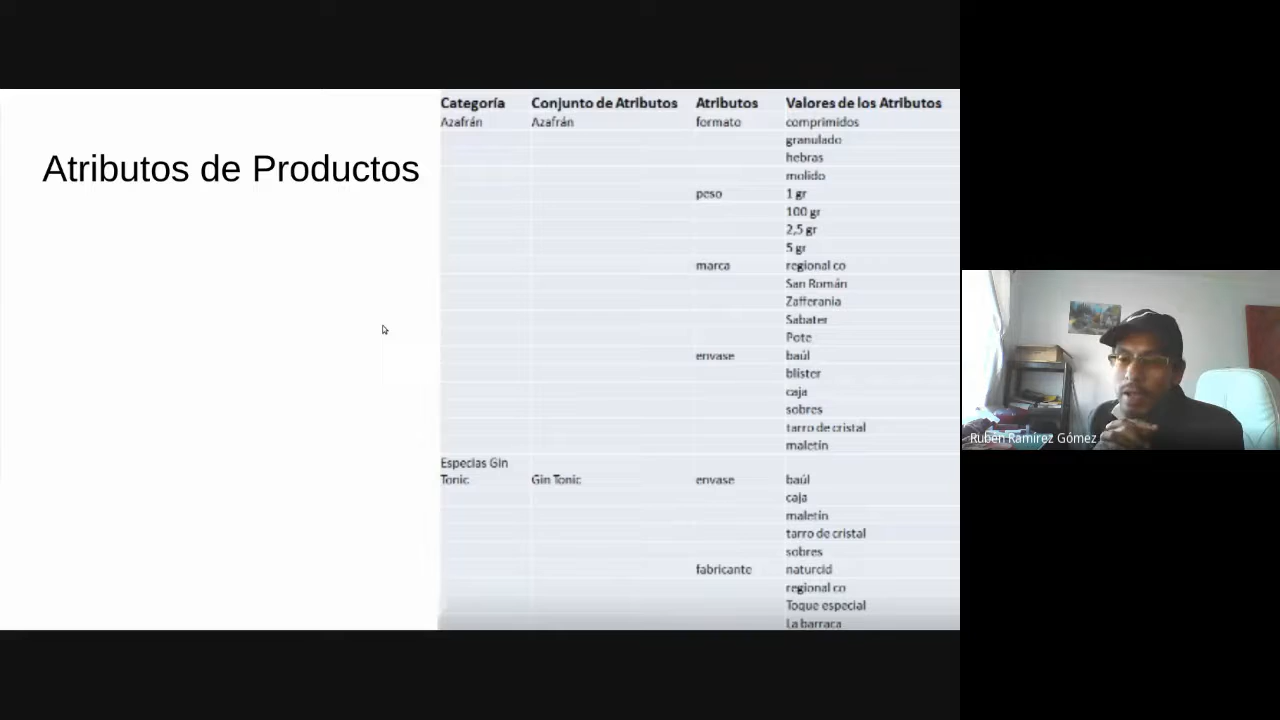 Atributos de Productos
Categoría Conjunto de Atributos Atributos Valores de los Atributos
Azafrán Azafrán formato comprimidos
granulado
hebras
molido
peso 1 gr
100 gr
2,5 gr
5 gr
marca regional co
San Román
Zafferania
Sabater
Pote
envase baúl
blister
caja
sobres
tarro de cristal
maletín
Especias Gin
Tonic Gin Tonic envase baúl
caja
maletín
tarro de cristal
sobres
fabricante naturcid
regional co
Toque especial
La barraca
Rubén Ramírez Gómez